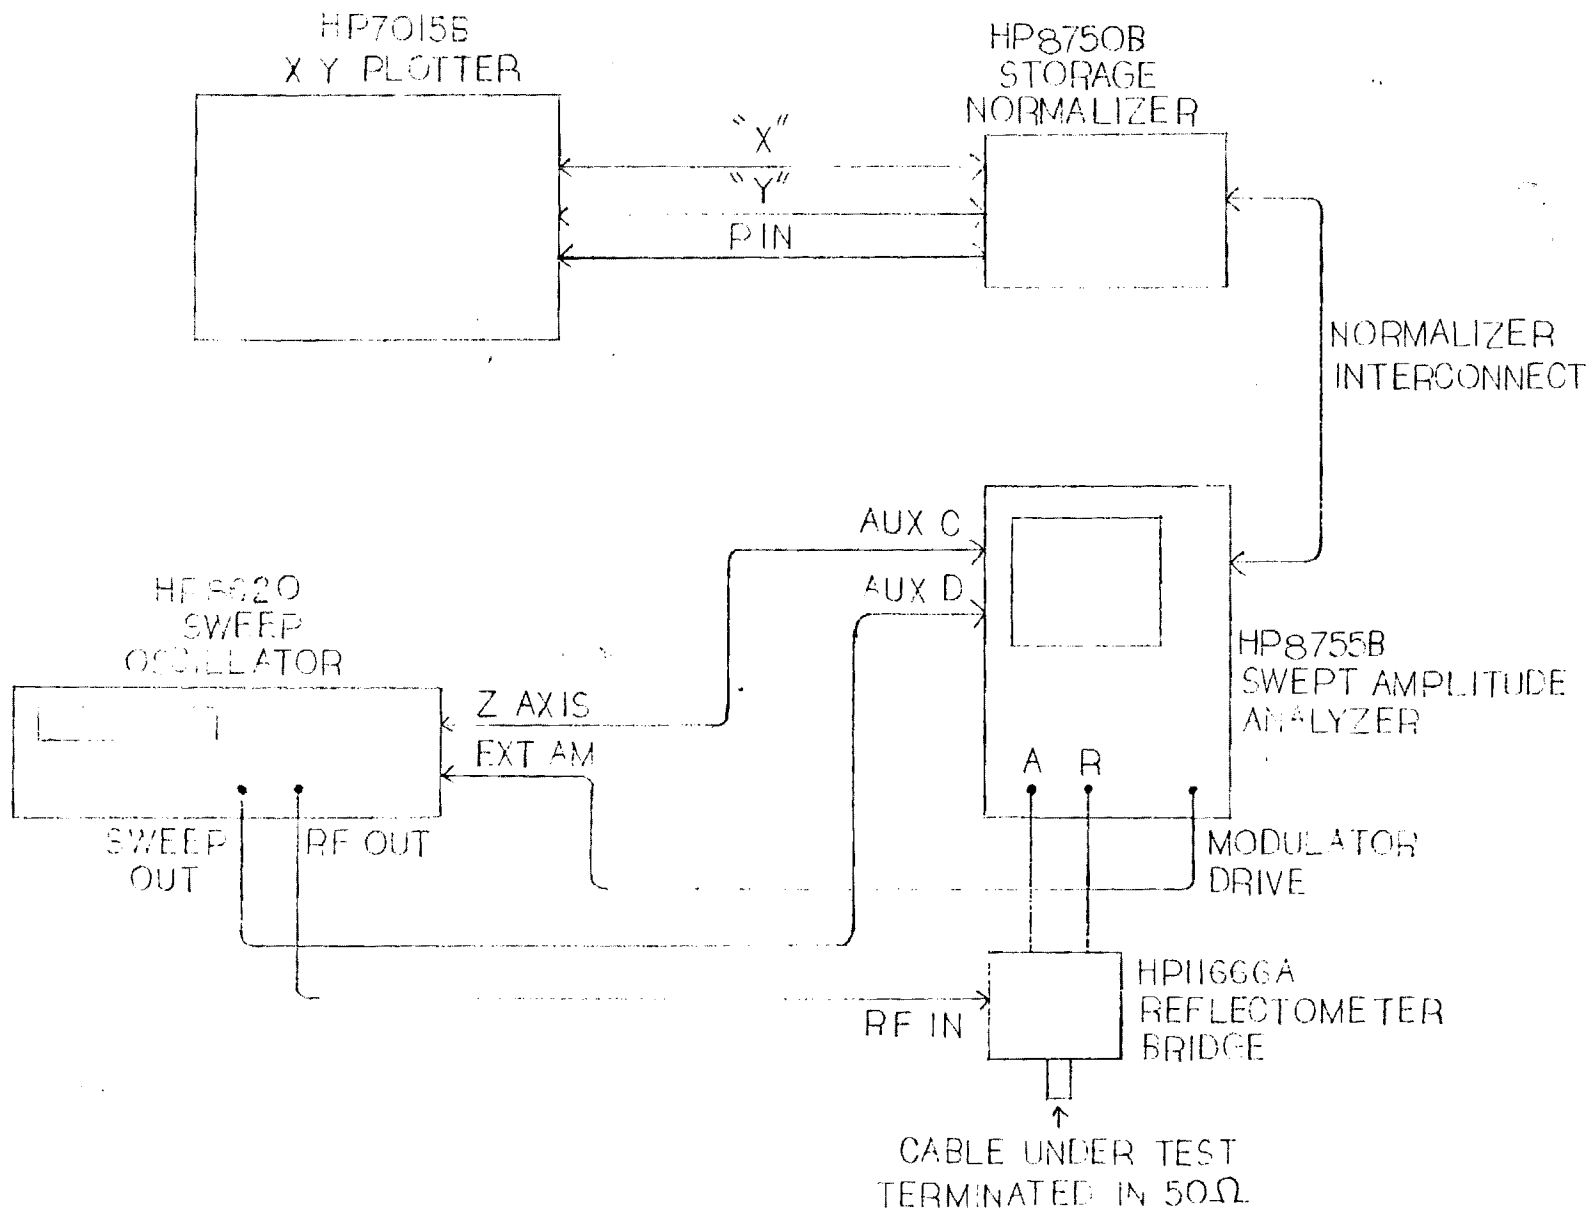 HP7015B
X Y PLOTTER
HP8750B
STORAGE
NORMALIZER
"X"
"Y"
PIN
NORMALIZER
INTERCONNECT
AUX C
AUX D
HP8620
SWEEP
OSCILLATOR
HP8755B
SWEPT AMPLITUDE
ANALYZER
Z AXIS
EXT AM
A R
SWEEP
OUT
RF OUT
MODULATOR
DRIVE
HP11666A
REFLECTOMETER
BRIDGE
RF IN
CABLE UNDER TEST
TERMINATED IN 50Ω